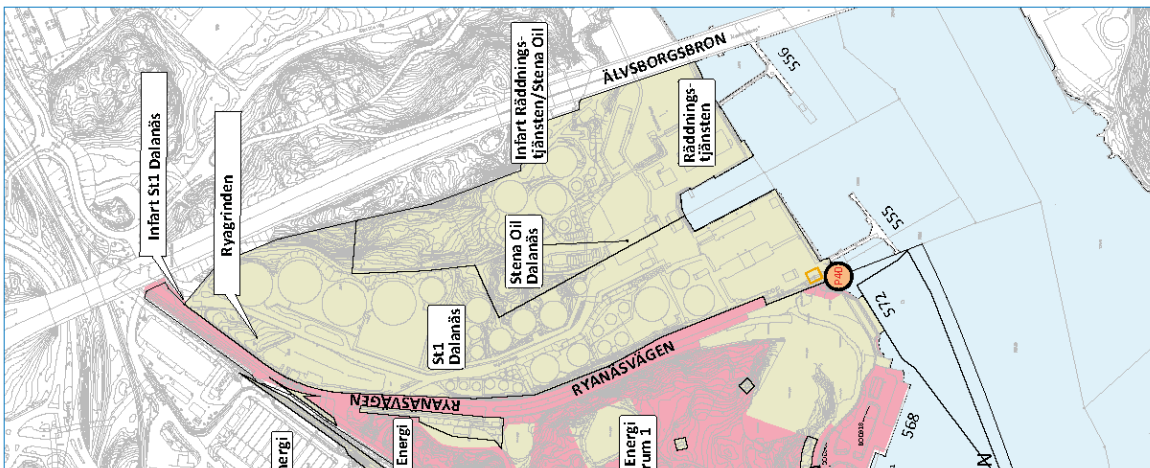 Infart St1 Dalanäs
Ryagrinden
Infart Räddnings-
tjänsten/Stena Oil
ÄLVSBORGSBRON
Räddnings-
tjänsten
556
Stena Oil
Dalanäs
555
St1
Dalanäs
P40
572
RYANÄSVÄGEN
RYANÄSVÄGEN
Energi
Energi
rum 1
568